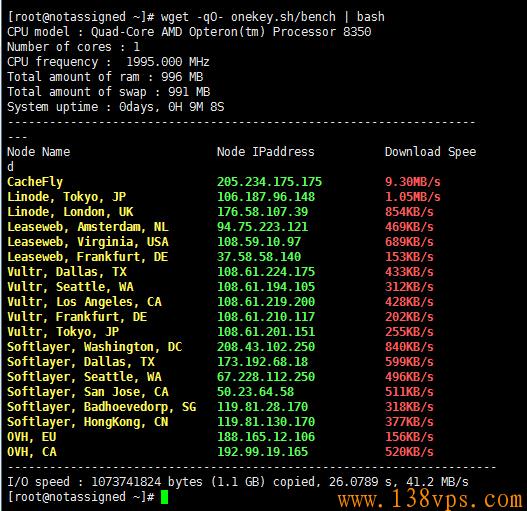 [root@notassigned ~]# wget -qO- onekey.sh/bench | bash
CPU model : Quad-Core AMD Opteron(tm) Processor 8350
Number of cores : 1
CPU frequency :  1995.000 MHz
Total amount of ram : 996 MB
Total amount of swap : 991 MB
System uptime : 0days, 0H 9M 8S
----------------------------------------------------------
---
Node Name                    Node IPaddress          Download Spee
d
CacheFly                     205.234.175.175         9.30MB/s
Linode, Tokyo, JP            106.187.96.148          1.05MB/s
Linode, London, UK           176.58.107.39           854KB/s
Leaseweb, Amsterdam, NL      94.75.223.121           469KB/s
Leaseweb, Virginia, USA      108.59.10.97            689KB/s
Leaseweb, Frankfurt, DE      37.58.58.140            153KB/s
Vultr, Dallas, TX            108.61.224.175          433KB/s
Vultr, Seattle, WA           108.61.194.105          312KB/s
Vultr, Los Angeles, CA       108.61.219.200          428KB/s
Vultr, Frankfurt, DE         108.61.210.117          202KB/s
Vultr, Tokyo, JP             108.61.201.151          255KB/s
Softlayer, Washington, DC    208.43.102.250          840KB/s
Softlayer, Dallas, TX        173.192.68.18           599KB/s
Softlayer, Seattle, WA       67.228.112.250          496KB/s
Softlayer, San Jose, CA      50.23.64.58             511KB/s
Softlayer, Badhoevedorp, SG  119.81.28.170           318KB/s
Softlayer, HongKong, CN      119.81.130.170          377KB/s
OVH, EU                      188.165.12.106          156KB/s
OVH, CA                      192.99.19.165           520KB/s
-------------------------------------------------------------
I/O speed : 1073741824 bytes (1.1 GB) copied, 26.0789 s, 41.2 MB/s
[root@notassigned ~]#
www.138vps.com